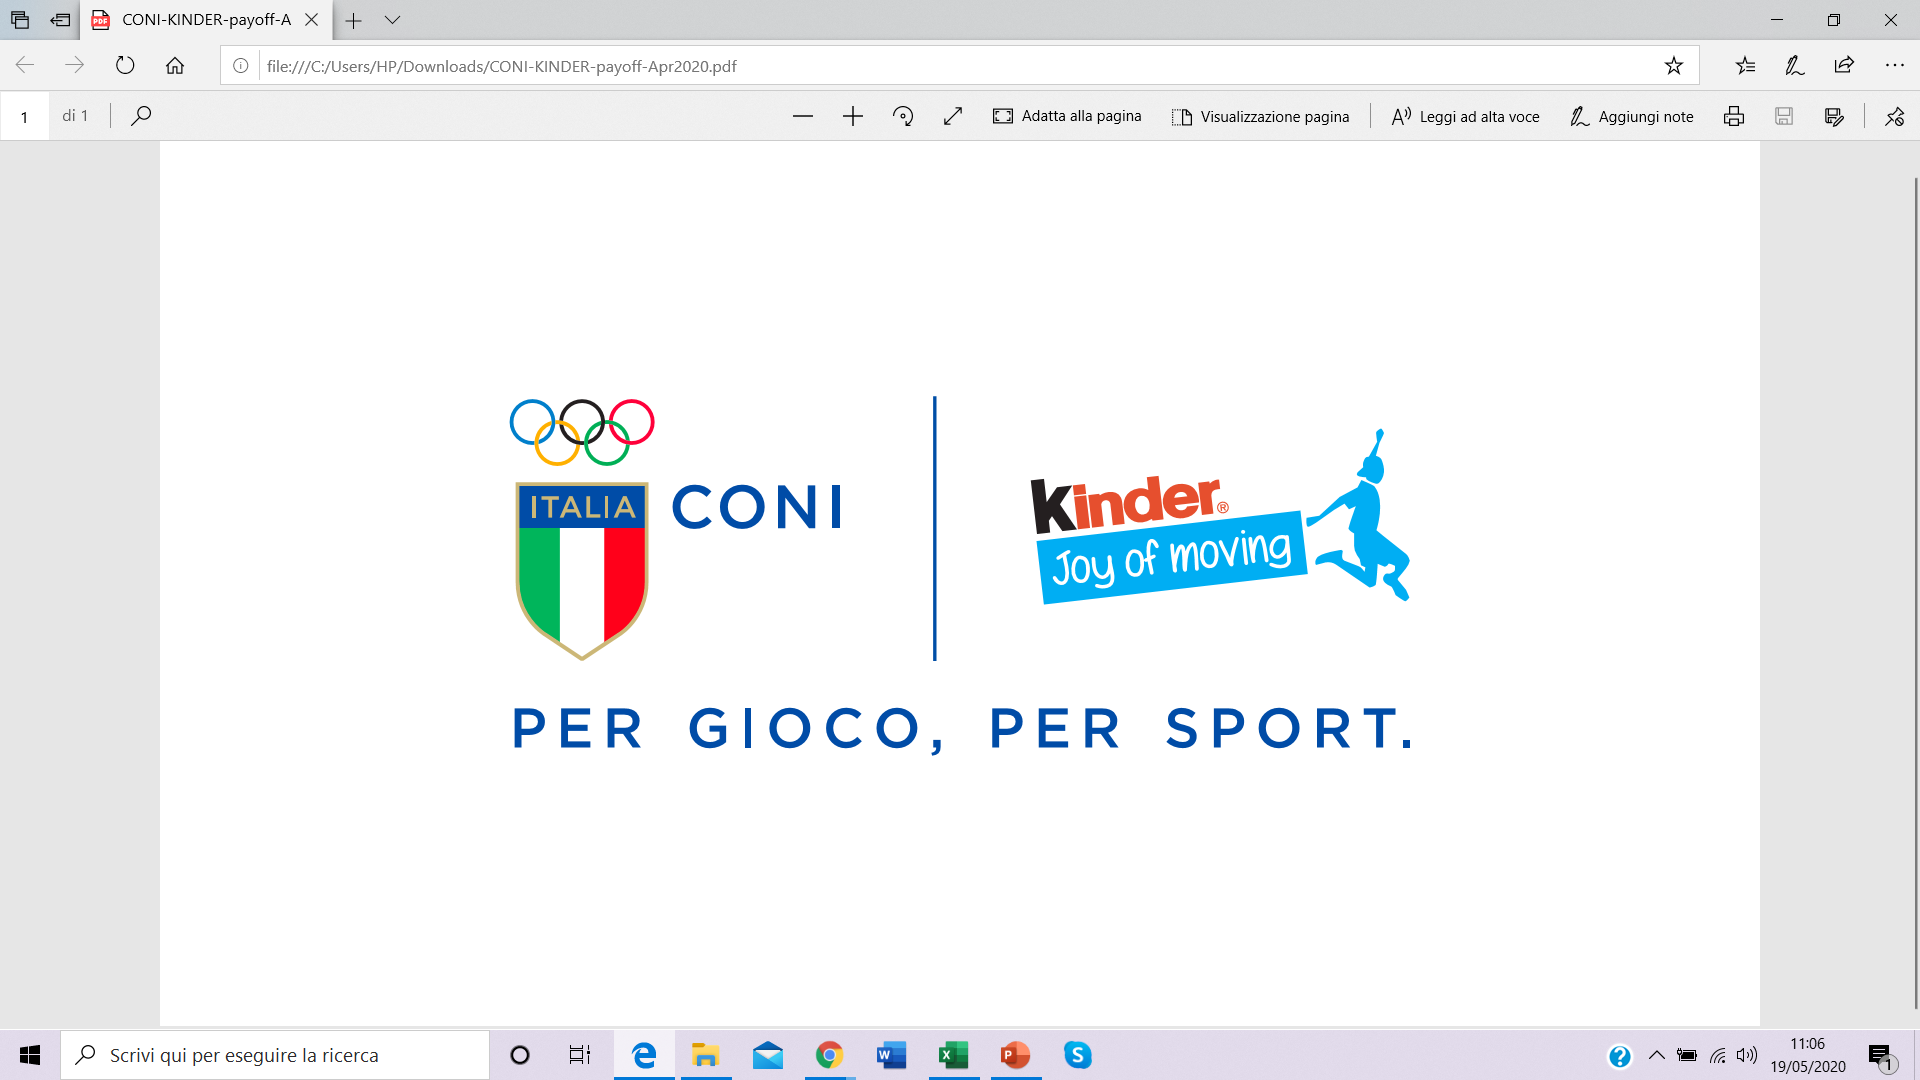 CONI-KINDER-payoff-A
file:///C:/Users/HP/Downloads/CONI-KINDER-payoff-Apr2020.pdf
1 di 1 Adatta alla pagina Visualizzazione pagina Leggi ad alta voce Aggiungi note
ITALIA
CONI
Kinder®
Joy of moving
PER GIOCO, PER SPORT.
Scrivi qui per eseguire la ricerca
11:06
19/05/2020
1